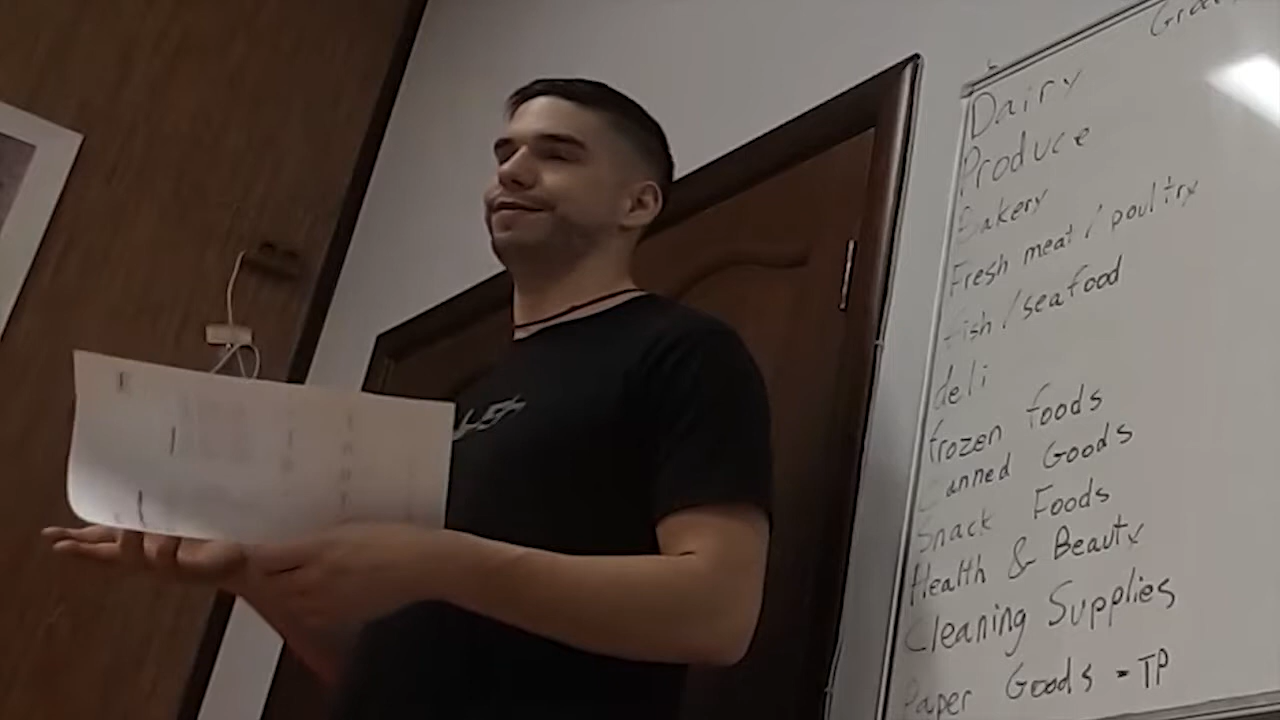 Dairy
Produce
Bakery
Fresh meat / poultry
fish / seafood
deli
frozen foods
Canned Goods
Snack Foods
Health & Beauty
Cleaning Supplies
Paper Goods - TP